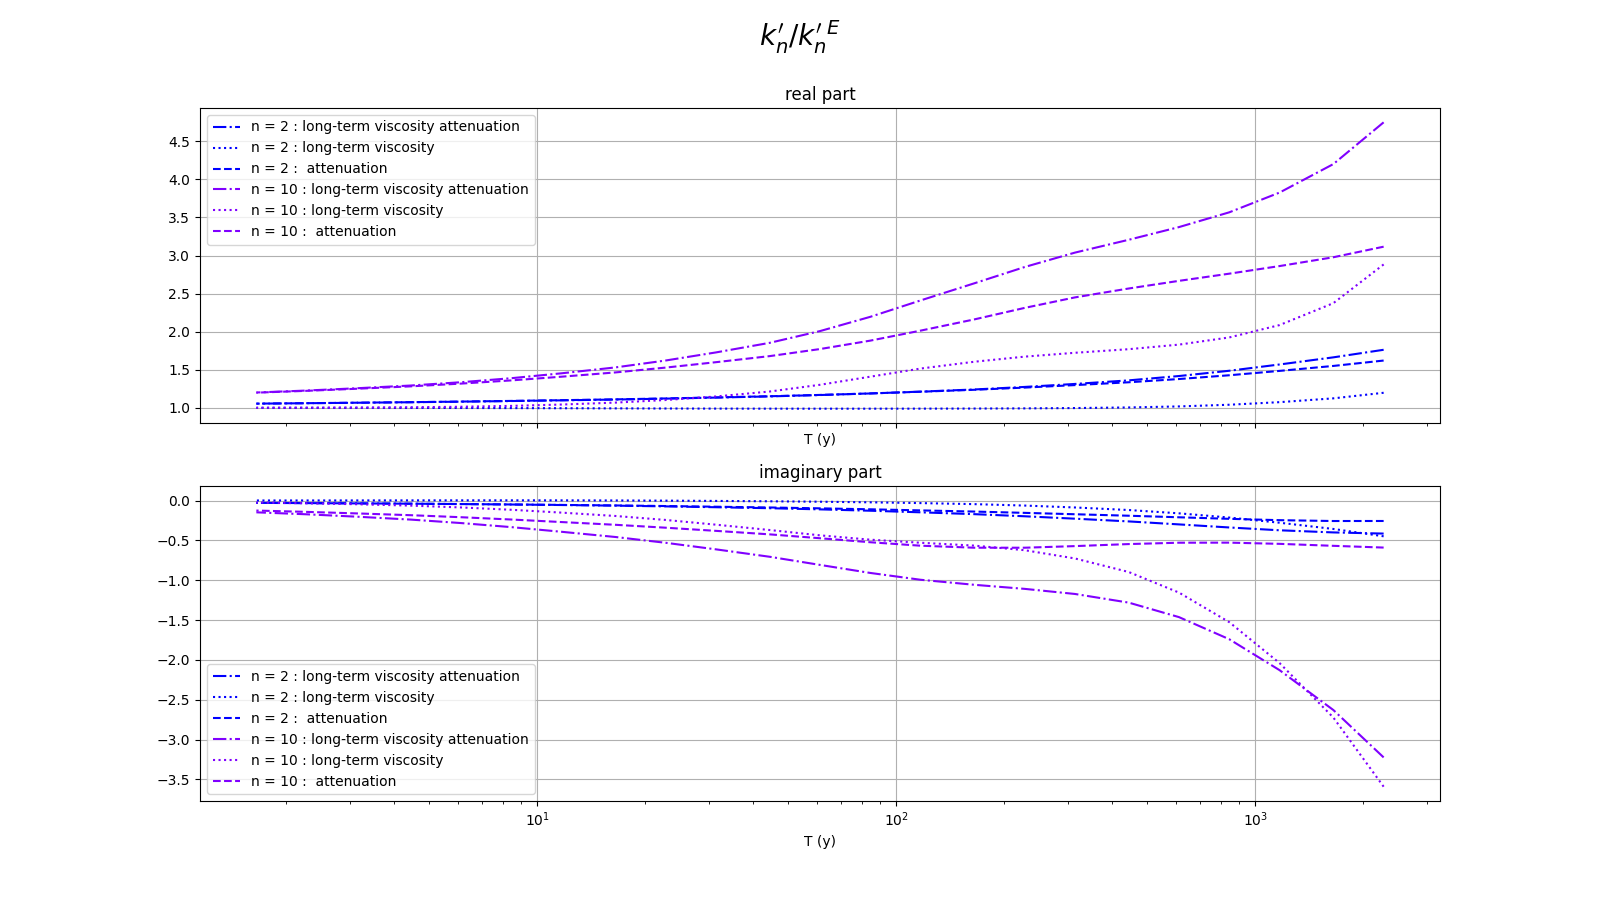 k′ₙ/k′ₙᴱ
real part
n = 2 : long-term viscosity attenuation
n = 2 : long-term viscosity
n = 2 :  attenuation
n = 10 : long-term viscosity attenuation
n = 10 : long-term viscosity
n = 10 :  attenuation
4.5
4.0
3.5
3.0
2.5
2.0
1.5
1.0
T (y)
imaginary part
0.0
−0.5
−1.0
−1.5
−2.0
−2.5
−3.0
−3.5
n = 2 : long-term viscosity attenuation
n = 2 : long-term viscosity
n = 2 :  attenuation
n = 10 : long-term viscosity attenuation
n = 10 : long-term viscosity
n = 10 :  attenuation
10¹ 10² 10³
T (y)